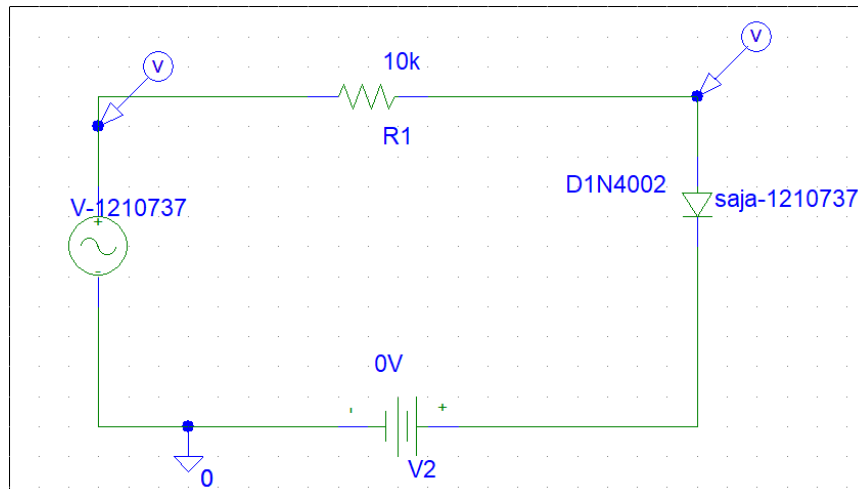 V
V
10k
R1
D1N4002
saja-1210737
V-1210737
+
-
0V
-
+
V2
0